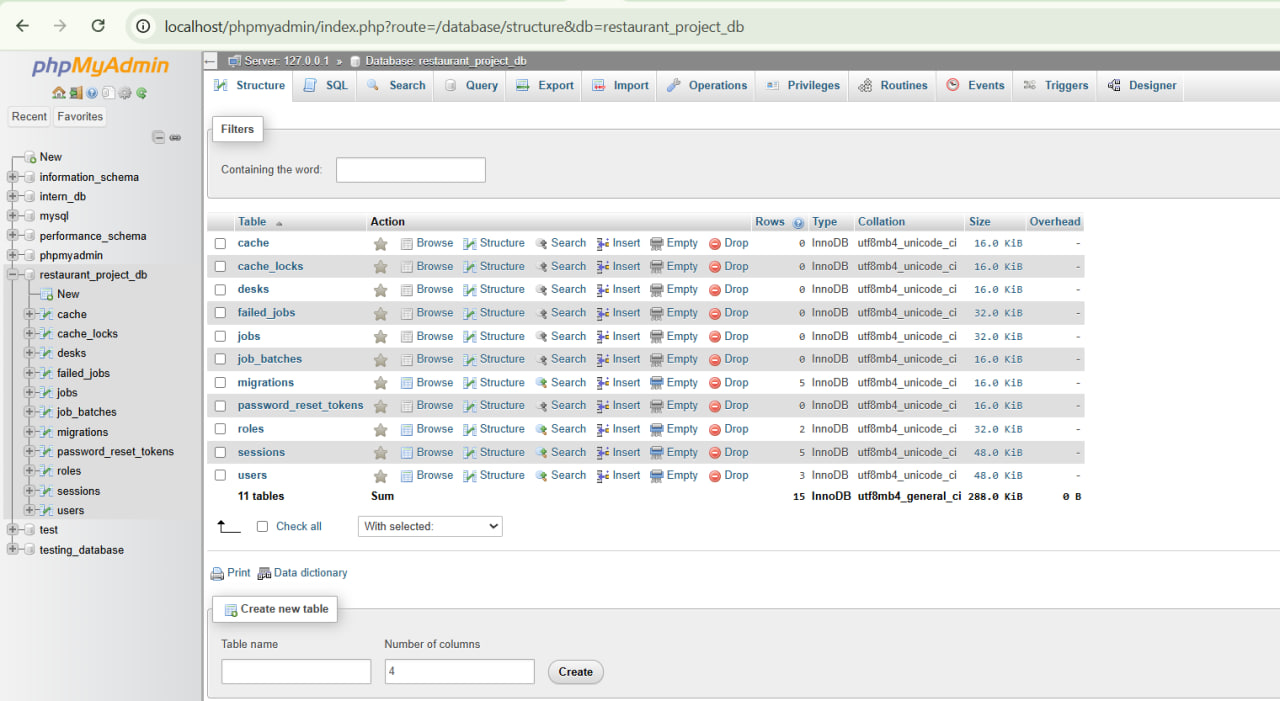 localhost/phpmyadmin/index.php?route=/database/structure&db=restaurant_project_db
phpMyAdmin
Recent Favorites
New
information_schema
intern_db
mysql
performance_schema
phpmyadmin
restaurant_project_db
New
cache
cache_locks
desks
failed_jobs
jobs
job_batches
migrations
password_reset_tokens
roles
sessions
users
test
testing_database
Server: 127.0.0.1 » Database: restaurant_project_db
Structure SQL Search Query Export Import Operations Privileges Routines Events Triggers Designer
Filters
Containing the word:
Table Action Rows Type Collation Size Overhead
cache Browse Structure Search Insert Empty Drop 0 InnoDB utf8mb4_unicode_ci 16.0 KiB -
cache_locks Browse Structure Search Insert Empty Drop 0 InnoDB utf8mb4_unicode_ci 16.0 KiB -
desks Browse Structure Search Insert Empty Drop 0 InnoDB utf8mb4_unicode_ci 16.0 KiB -
failed_jobs Browse Structure Search Insert Empty Drop 0 InnoDB utf8mb4_unicode_ci 32.0 KiB -
jobs Browse Structure Search Insert Empty Drop 0 InnoDB utf8mb4_unicode_ci 32.0 KiB -
job_batches Browse Structure Search Insert Empty Drop 0 InnoDB utf8mb4_unicode_ci 16.0 KiB -
migrations Browse Structure Search Insert Empty Drop 5 InnoDB utf8mb4_unicode_ci 16.0 KiB -
password_reset_tokens Browse Structure Search Insert Empty Drop 0 InnoDB utf8mb4_unicode_ci 16.0 KiB -
roles Browse Structure Search Insert Empty Drop 2 InnoDB utf8mb4_unicode_ci 32.0 KiB -
sessions Browse Structure Search Insert Empty Drop 5 InnoDB utf8mb4_unicode_ci 48.0 KiB -
users Browse Structure Search Insert Empty Drop 3 InnoDB utf8mb4_unicode_ci 48.0 KiB -
11 tables Sum 15 InnoDB utf8mb4_general_ci 288.0 KiB 0 B
Check all With selected:
Print Data dictionary
Create new table
Table name Number of columns
4 Create